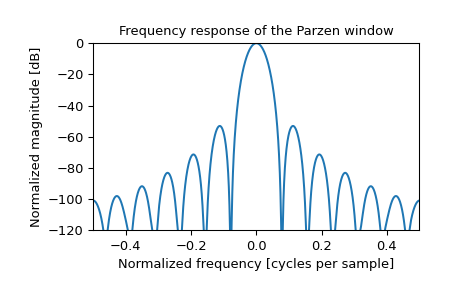 Frequency response of the Parzen window
Normalized magnitude [dB]
0
−20
−40
−60
−80
−100
−120
−0.4 −0.2 0.0 0.2 0.4
Normalized frequency [cycles per sample]